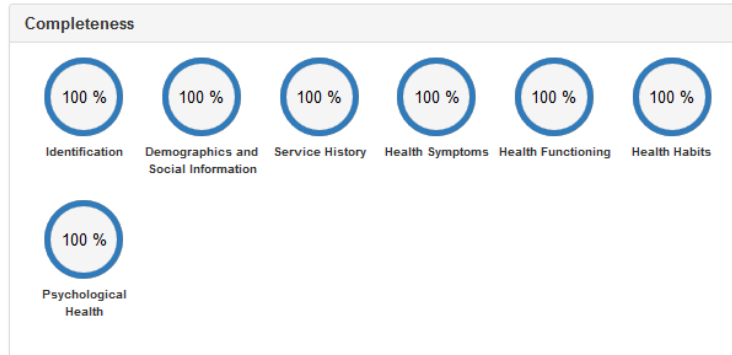 Completeness
100 % 100 % 100 % 100 % 100 % 100 %
Identification Demographics and Service History Health Symptoms Health Functioning Health Habits
Social Information
100 %
Psychological
Health